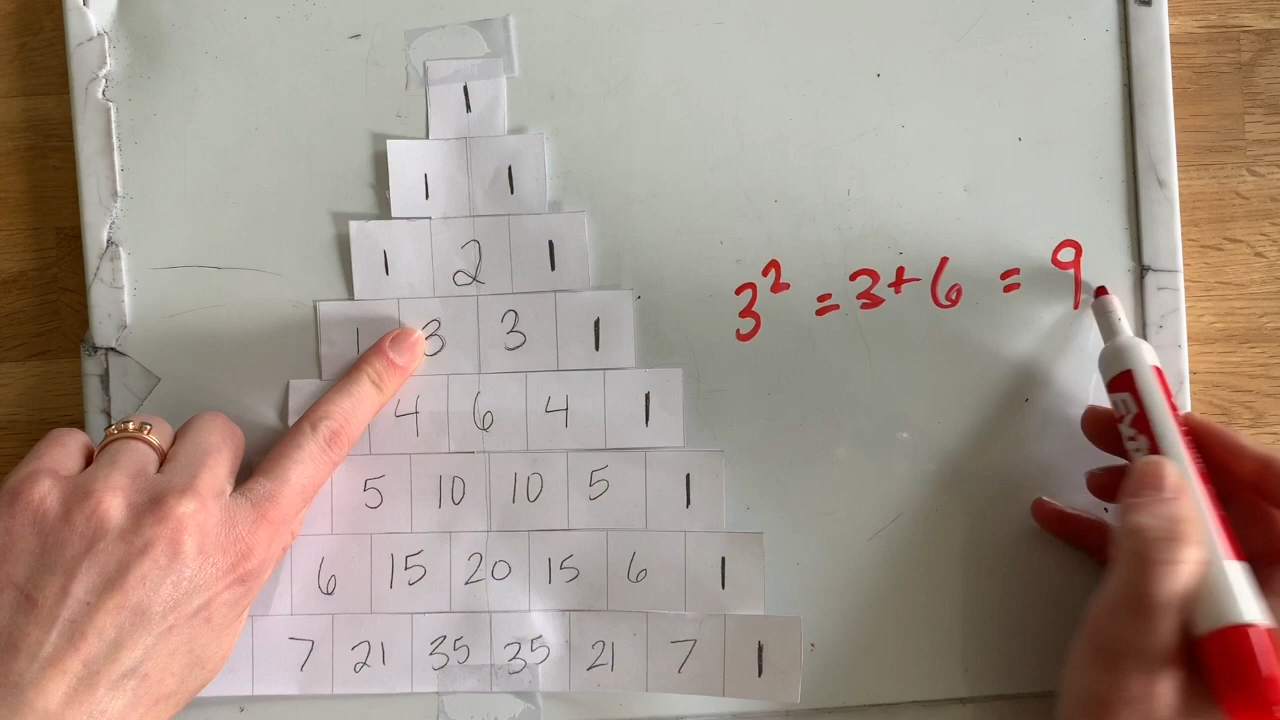 1
1 1
1 2 1
1 3 3 1
4 6 4 1
5 10 10 5 1
6 15 20 15 6 1
7 21 35 35 21 7 1
3² = 3 + 6 = 9